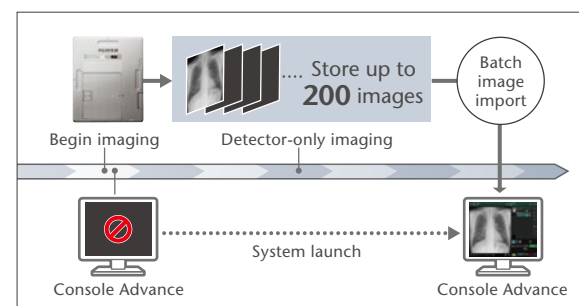 FUJIFILM
.... Store up to
200 images
Batch
image
import
Begin imaging
Detector-only imaging
System launch
Console Advance
Console Advance